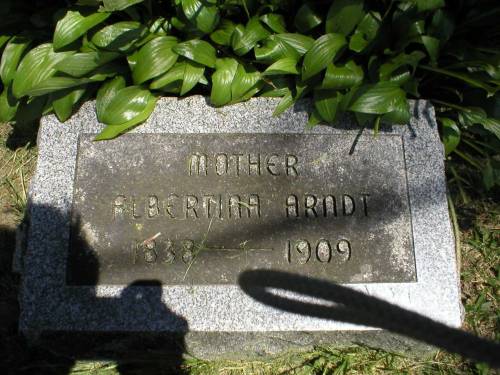 MOTHER
ALBERTINA ARNDT
1838 — 1909